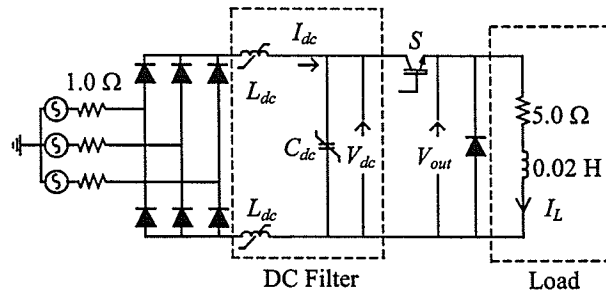 I_dc
S
1.0 Ω
L_dc
C_dc
V_dc
V_out
5.0 Ω
0.02 H
L_dc
I_L
DC Filter
Load